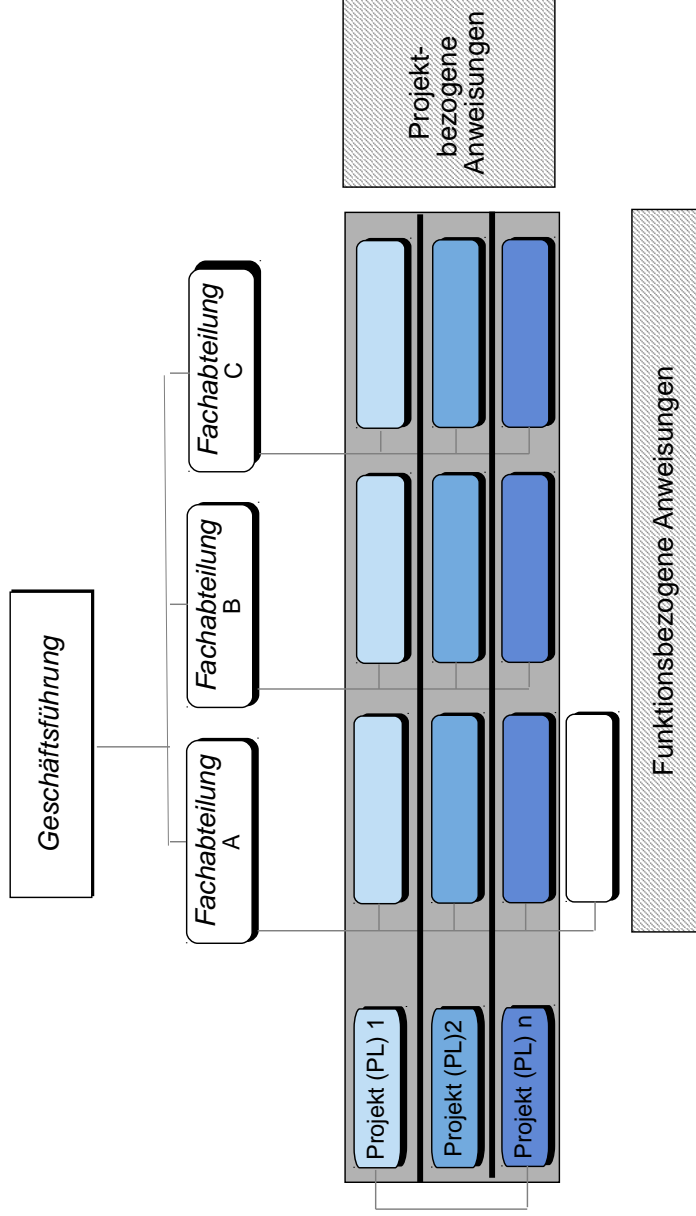 Geschäftsführung
Fachabteilung
A
Fachabteilung
B
Fachabteilung
C
Projekt (PL) 1
Projekt (PL)2
Projekt (PL) n
Projekt-
bezogene
Anweisungen
Funktionsbezogene Anweisungen